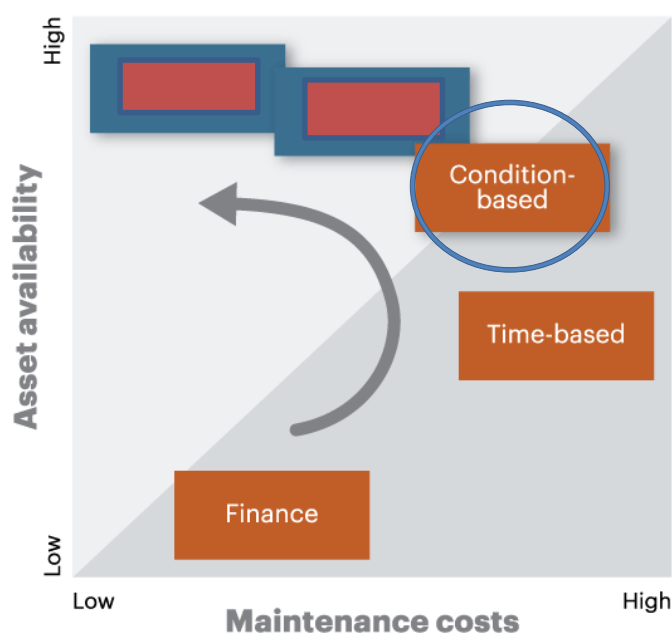 High
Condition-
based
Asset availability
Time-based
Finance
Low
Low
High
Maintenance costs